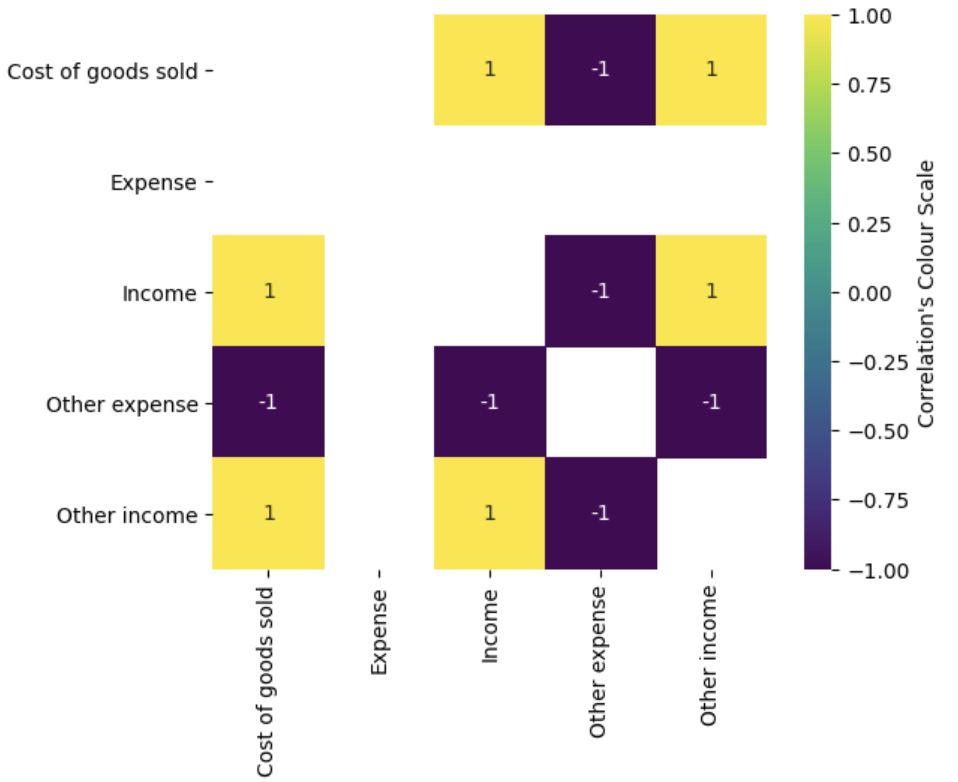 Cost of goods sold
1
-1
1
Expense
Income
1
-1
1
Other expense
-1
-1
-1
Other income
1
1
-1
Cost of goods sold
Expense
Income
Other expense
Other income
1.00
0.75
0.50
0.25
0.00
−0.25
−0.50
−0.75
−1.00
Correlation's Colour Scale